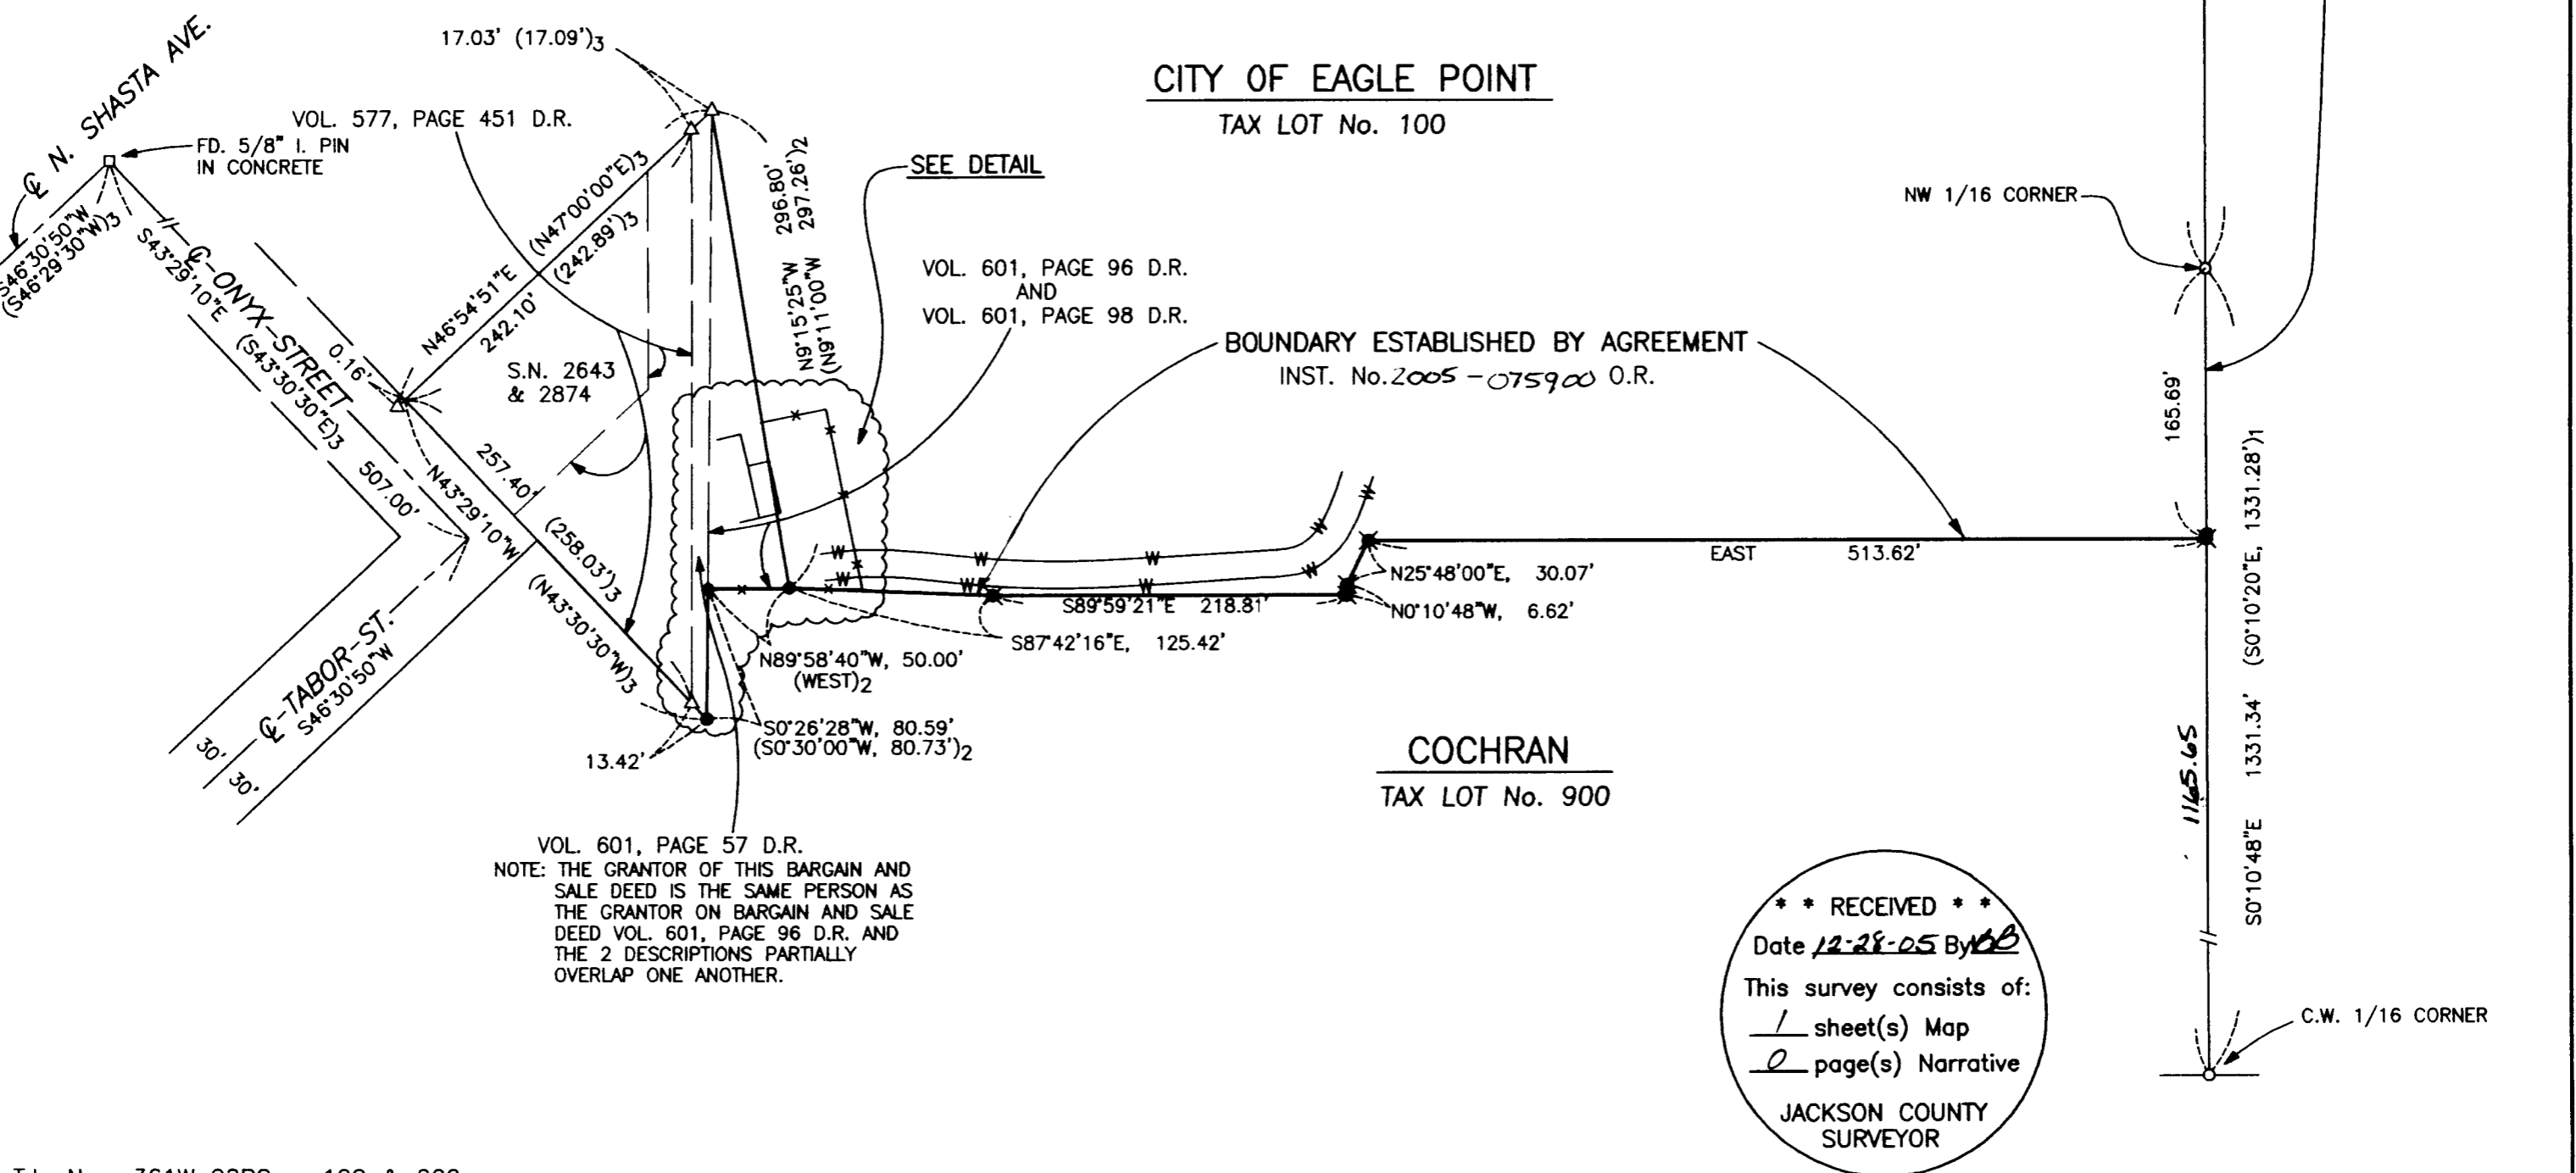 17.03' (17.09')3
CITY OF EAGLE POINT
TAX LOT No. 100
℄ N. SHASTA AVE.
VOL. 577, PAGE 451 D.R.
FD. 5/8" I. PIN
IN CONCRETE
SEE DETAIL
NW 1/16 CORNER
S46°30'50"W
(S46°29'30"W)3
S43°29'10"E
(S43°30'30"E)3
507.00'
℄-ONYX-STREET
0.16'
N46°54'51"E
242.10'
(N47°00'00"E)3
(242.89')3
N9°15'25"W 296.80'
(N9°11'00"W 297.26')2
VOL. 601, PAGE 96 D.R.
AND
VOL. 601, PAGE 98 D.R.
S.N. 2643
& 2874
BOUNDARY ESTABLISHED BY AGREEMENT
INST. No.2005-075900 O.R.
165.69'
257.40'
(258.03')3
N43°29'10"W
(N43°30'30"W)3
W
W
W
W
W
W
W
W
W
W
EAST 513.62'
N25°48'00"E, 30.07'
S89°59'21"E 218.81'
N0°10'48"W, 6.62'
S87°42'16"E, 125.42'
N89°58'40"W, 50.00'
(WEST)2
S0°26'28"W, 80.59'
(S0°30'00"W, 80.73')2
13.42'
℄-TABOR-ST.
S46°30'50"W
30'
30'
COCHRAN
TAX LOT No. 900
1165.65
S0°10'48"E 1331.34' (S0°10'20"E, 1331.28')1
VOL. 601, PAGE 57 D.R.
NOTE: THE GRANTOR OF THIS BARGAIN AND
SALE DEED IS THE SAME PERSON AS
THE GRANTOR ON BARGAIN AND SALE
DEED VOL. 601, PAGE 96 D.R. AND
THE 2 DESCRIPTIONS PARTIALLY
OVERLAP ONE ANOTHER.
* * RECEIVED * *
Date 12-28-05 By BB
This survey consists of:
1 sheet(s) Map
0 page(s) Narrative
JACKSON COUNTY
SURVEYOR
C.W. 1/16 CORNER